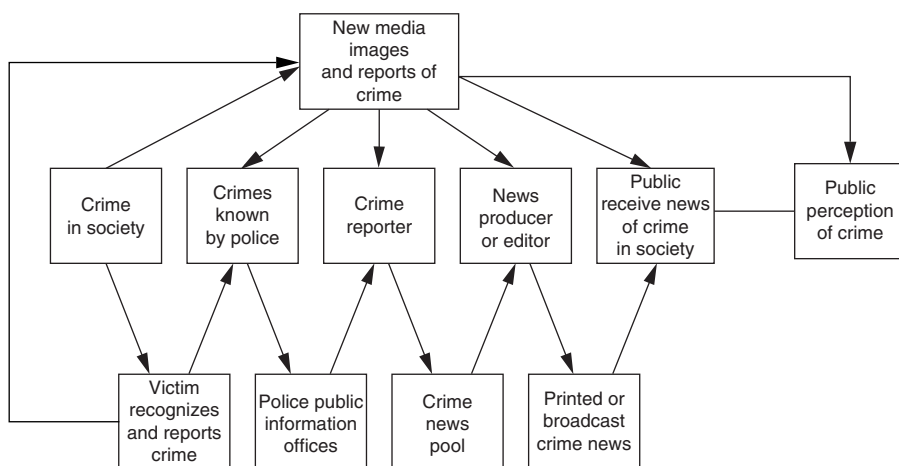 New media
images
and reports of
crime
Crime
in society
Crimes
known
by police
Crime
reporter
News
producer
or editor
Public
receive news
of crime
in society
Public
perception
of crime
Victim
recognizes
and reports
crime
Police public
information
offices
Crime
news
pool
Printed or
broadcast
crime news